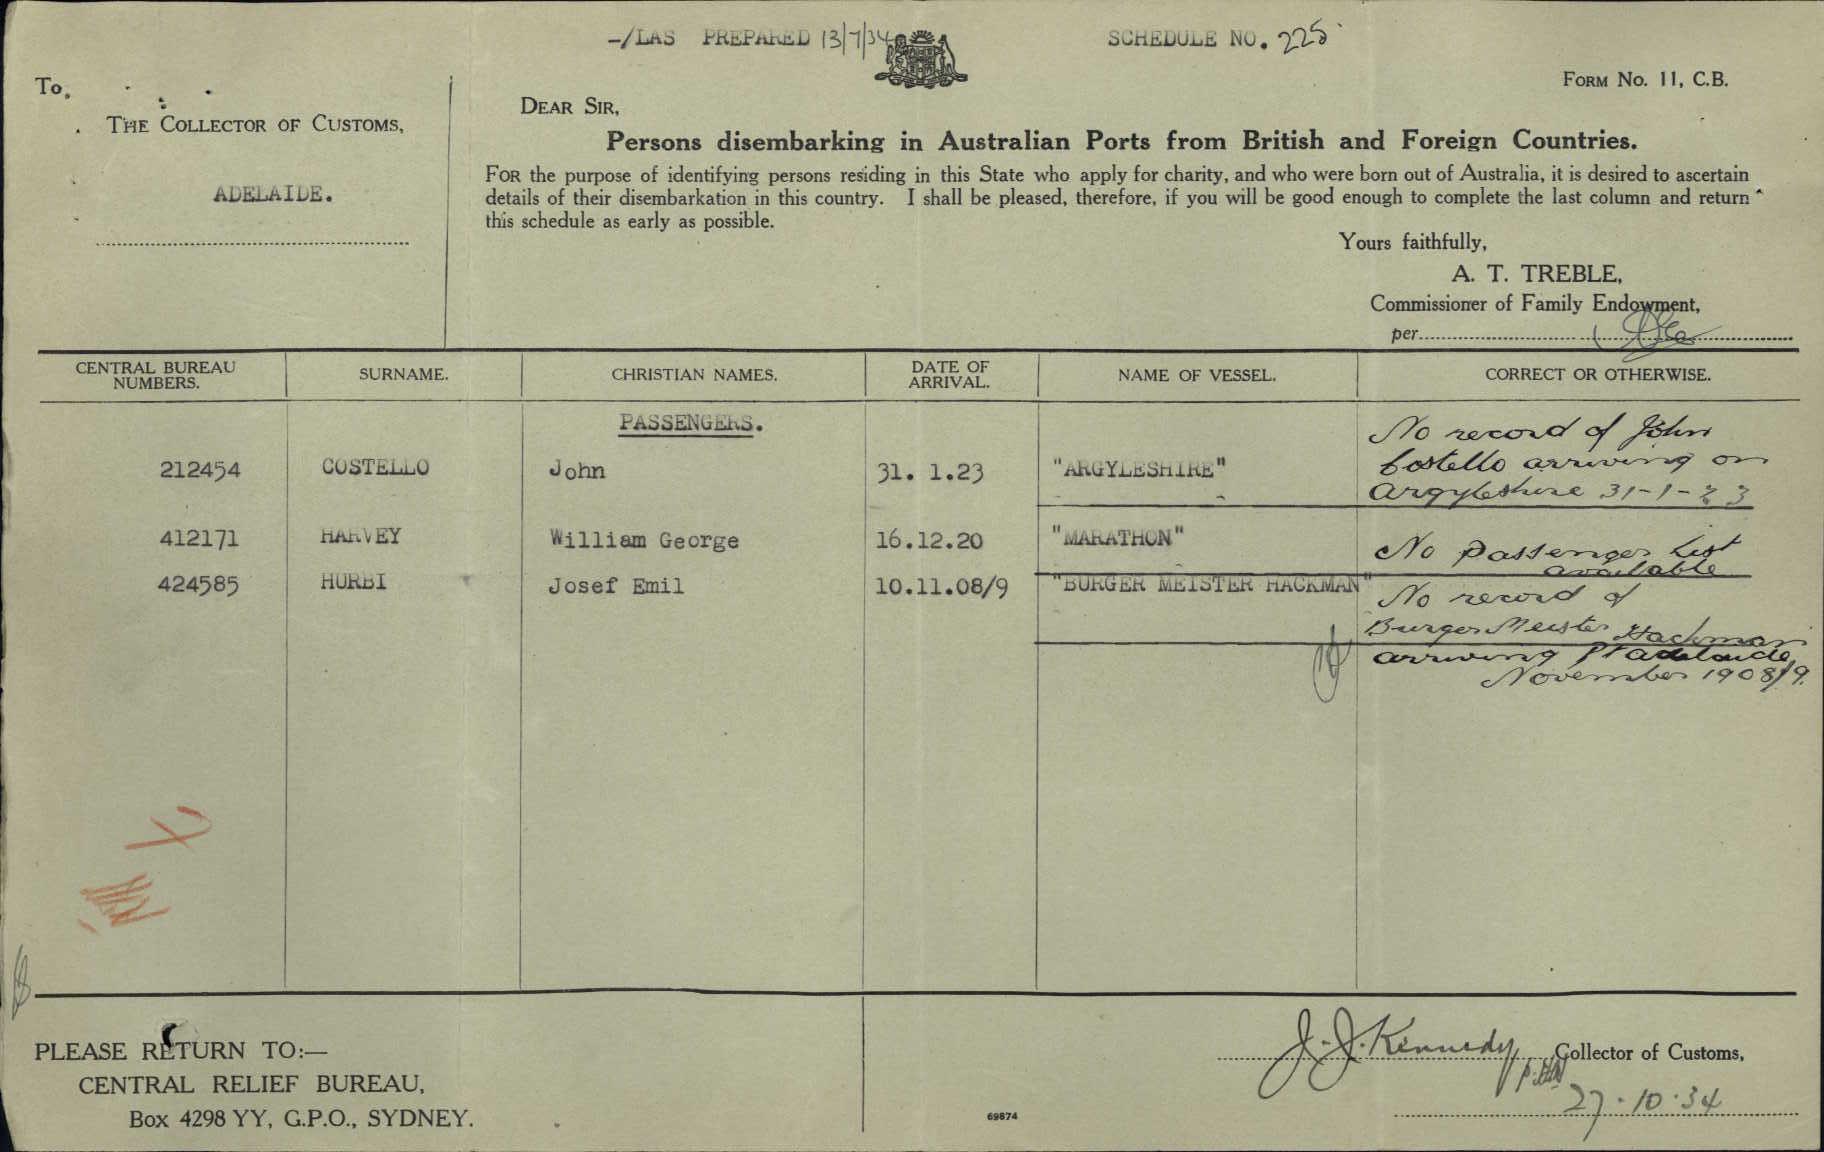 -/LAS PREPARED 13/7/34 SCHEDULE NO. 225
FORM No. 11, C.B.
To,
THE COLLECTOR OF CUSTOMS,
ADELAIDE.
DEAR SIR,
Persons disembarking in Australian Ports from British and Foreign Countries.
FOR the purpose of identifying persons residing in this State who apply for charity, and who were born out of Australia, it is desired to ascertain
details of their disembarkation in this country. I shall be pleased, therefore, if you will be good enough to complete the last column and return
this schedule as early as possible.
Yours faithfully,
A. T. TREBLE,
Commissioner of Family Endowment,
per
CENTRAL BUREAU NUMBERS. SURNAME. CHRISTIAN NAMES. DATE OF ARRIVAL. NAME OF VESSEL. CORRECT OR OTHERWISE.
PASSENGERS.
212454 COSTELLO John 31. 1.23 "ARGYLESHIRE"
No record of John
Costello arriving on
Argyleshire 31-1-23
412171 HARVEY William George 16.12.20 "MARATHON"
No Passenger List
available
424585 HURBI Josef Emil 10.11.08/9 "BURGER MEISTER HACKMAN"
No record of
Burger Meister Hackman
arriving Pt Adelaide
November 1908/9.
PLEASE RETURN TO:—
CENTRAL RELIEF BUREAU,
Box 4298 YY, G.P.O., SYDNEY.
69874
J. J. Kennedy Collector of Customs,
27.10.34